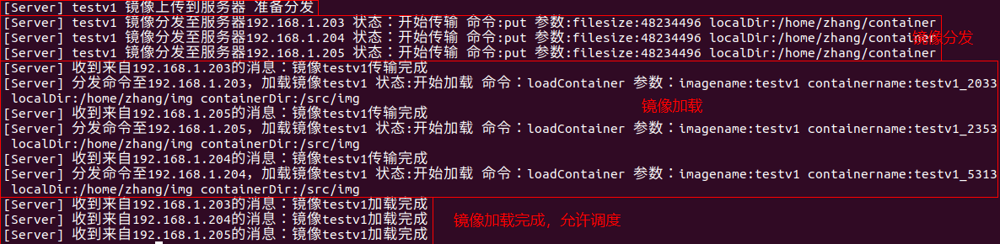 [Server] testv1 镜像上传到服务器 准备分发
[Server] testv1 镜像分发至服务器192.168.1.203 状态：开始传输 命令:put 参数:filesize:48234496 localDir:/home/zhang/container
[Server] testv1 镜像分发至服务器192.168.1.204 状态：开始传输 命令:put 参数:filesize:48234496 localDir:/home/zhang/container
[Server] testv1 镜像分发至服务器192.168.1.205 状态：开始传输 命令:put 参数:filesize:48234496 localDir:/home/zhang/container
镜像分发
[Server] 收到来自192.168.1.203的消息：镜像testv1传输完成
[Server] 分发命令至192.168.1.203，加载镜像testv1 状态:开始加载 命令：loadContainer 参数：imagename:testv1 containername:testv1_2033
localDir:/home/zhang/img containerDir:/src/img
镜像加载
[Server] 收到来自192.168.1.205的消息：镜像testv1传输完成
[Server] 分发命令至192.168.1.205，加载镜像testv1 状态:开始加载 命令：loadContainer 参数：imagename:testv1 containername:testv1_2353
localDir:/home/zhang/img containerDir:/src/img
[Server] 收到来自192.168.1.204的消息：镜像testv1传输完成
[Server] 分发命令至192.168.1.204，加载镜像testv1 状态:开始加载 命令：loadContainer 参数：imagename:testv1 containername:testv1_5313
localDir:/home/zhang/img containerDir:/src/img
[Server] 收到来自192.168.1.203的消息：镜像testv1加载完成
[Server] 收到来自192.168.1.204的消息：镜像testv1加载完成
[Server] 收到来自192.168.1.205的消息：镜像testv1加载完成
镜像加载完成，允许调度